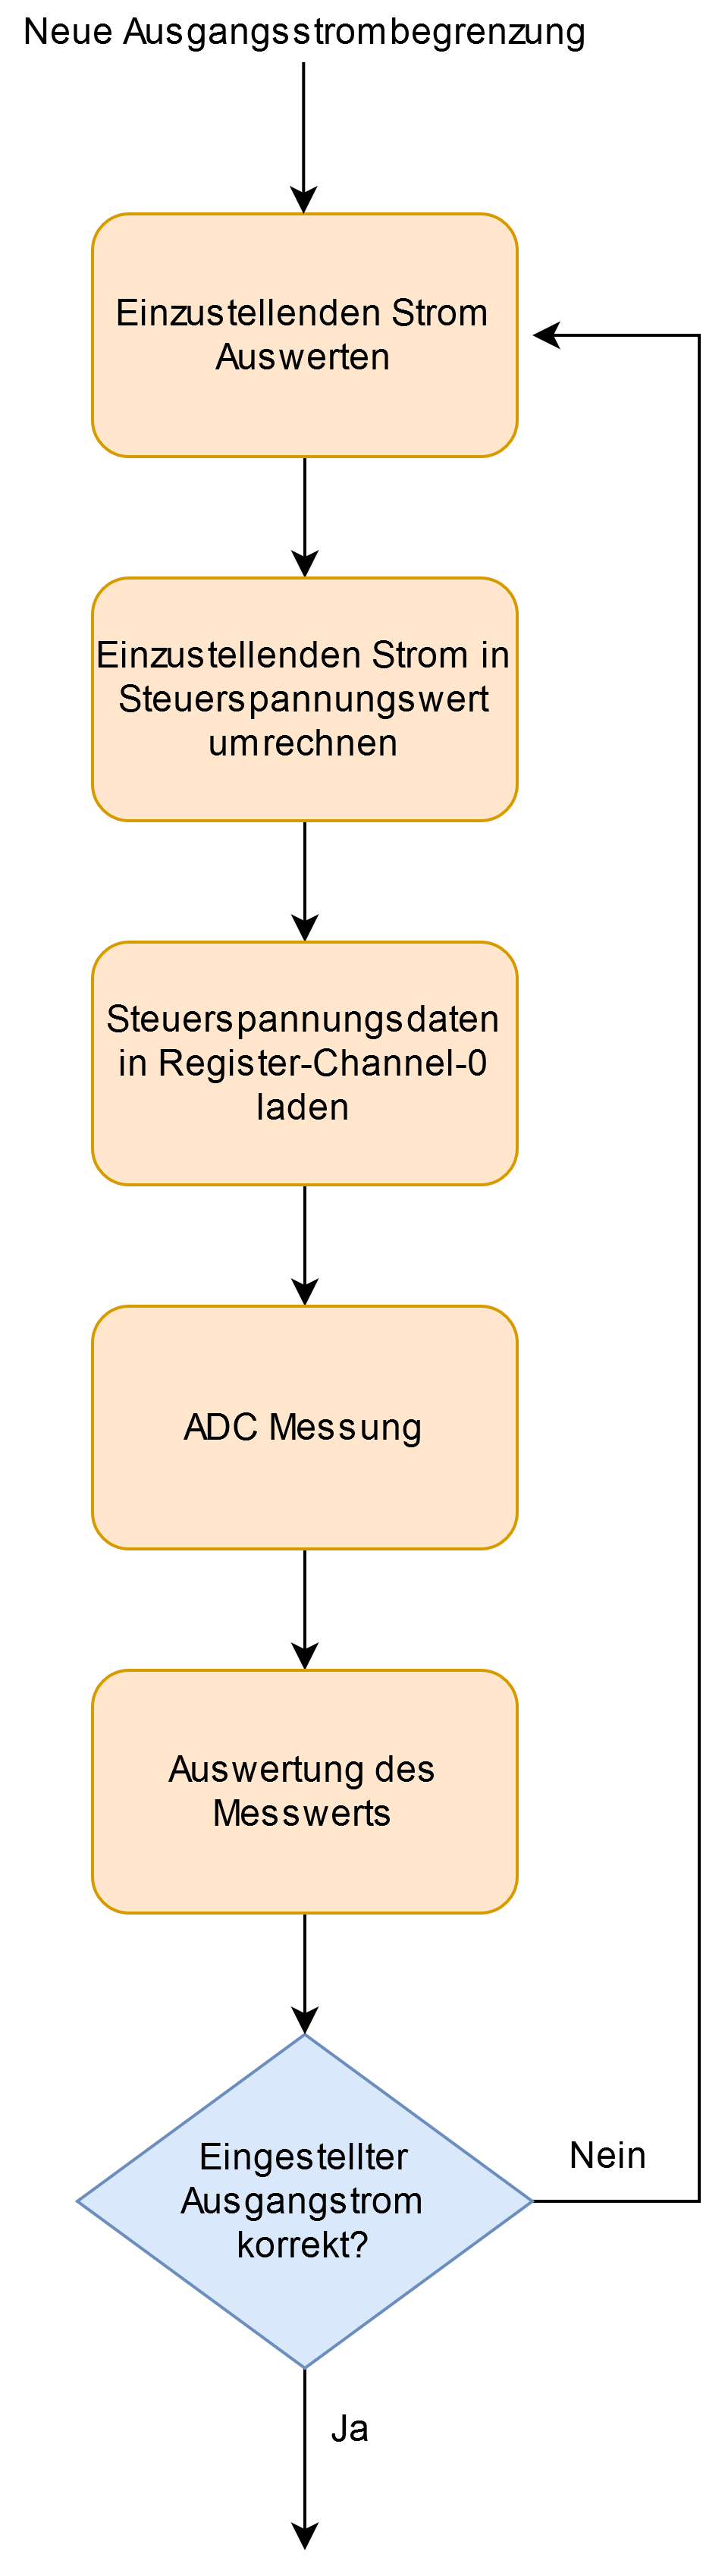 Neue Ausgangsstrombegrenzung
Einzustellenden Strom
Auswerten
Einzustellenden Strom in
Steuerspannungswert
umrechnen
Steuerspannungsdaten
in Register-Channel-0
laden
ADC Messung
Auswertung des
Messwerts
Eingestellter
Ausgangstrom
korrekt?
Nein
Ja